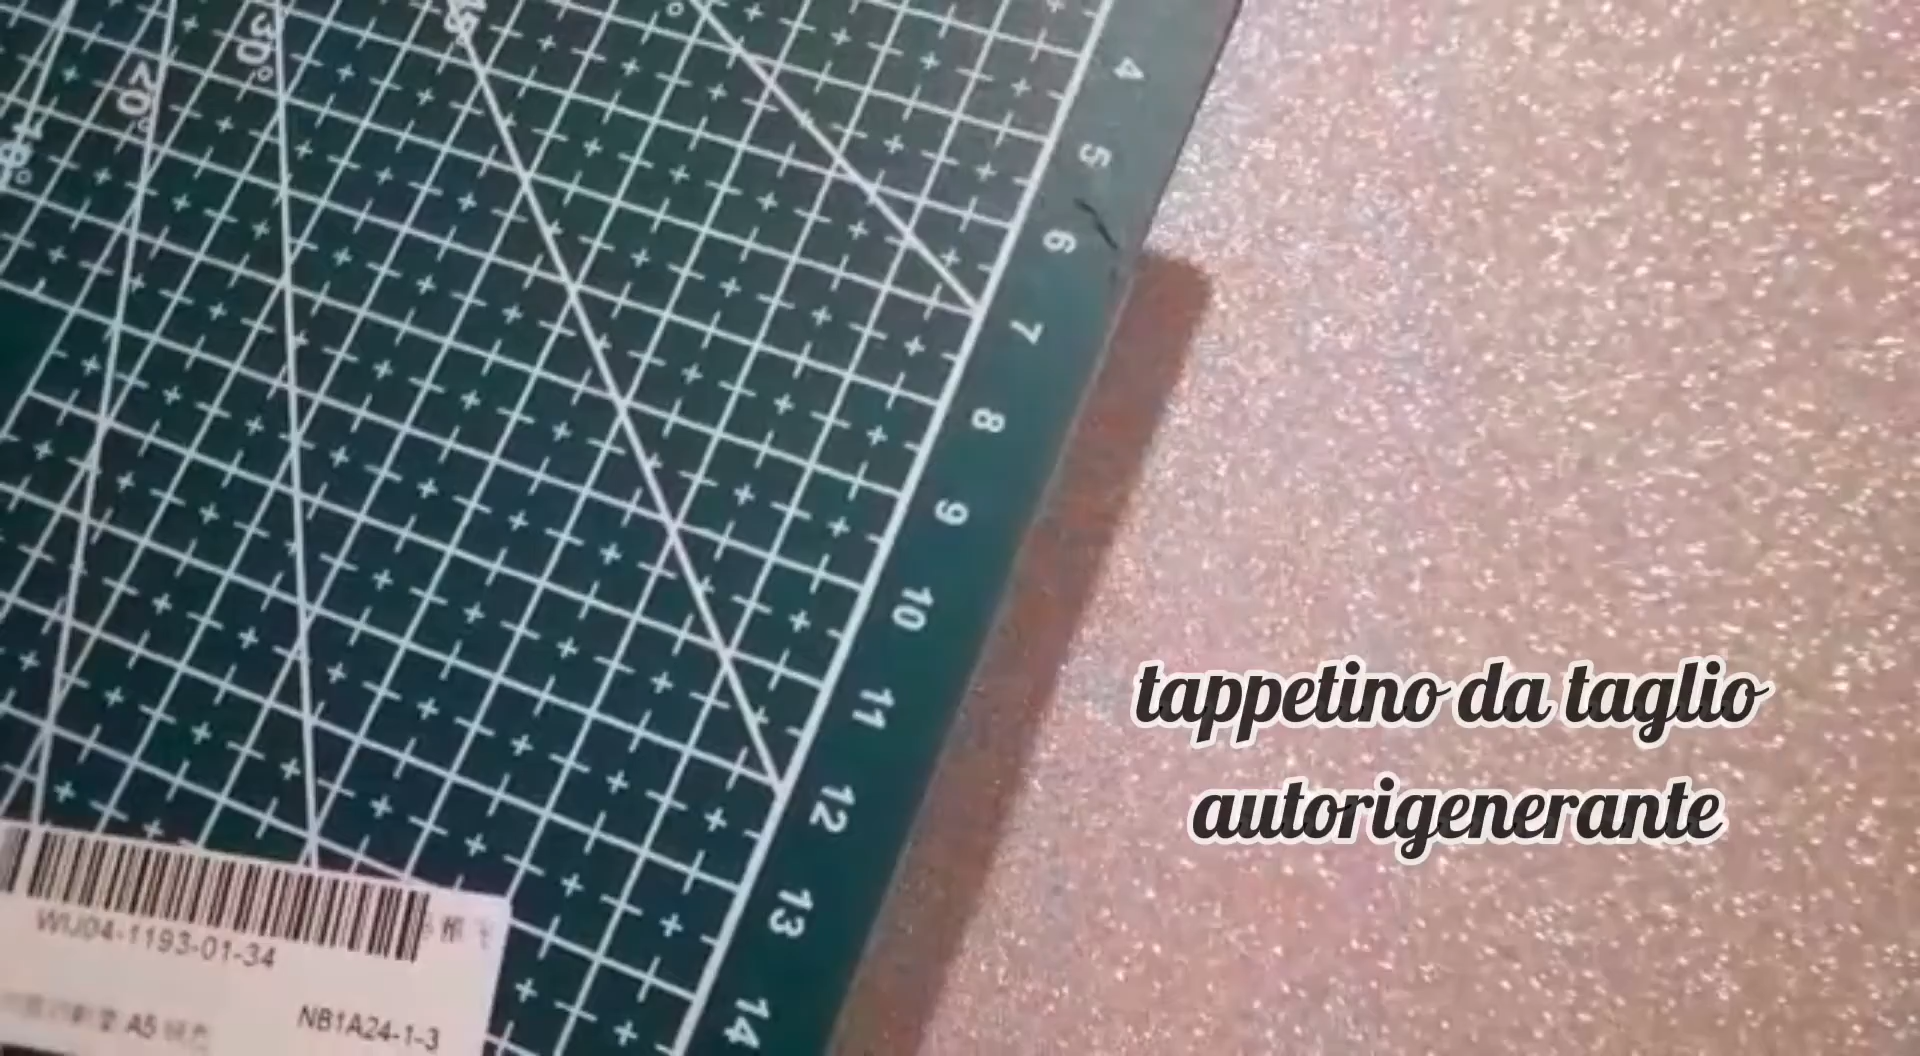 4
5
6
7
8
9
10
11
12
13
14
45°
30°
20°
tappetino da taglio
autorigenerante
WIJ04-1193-01-34
A5
NB1A24-1-3